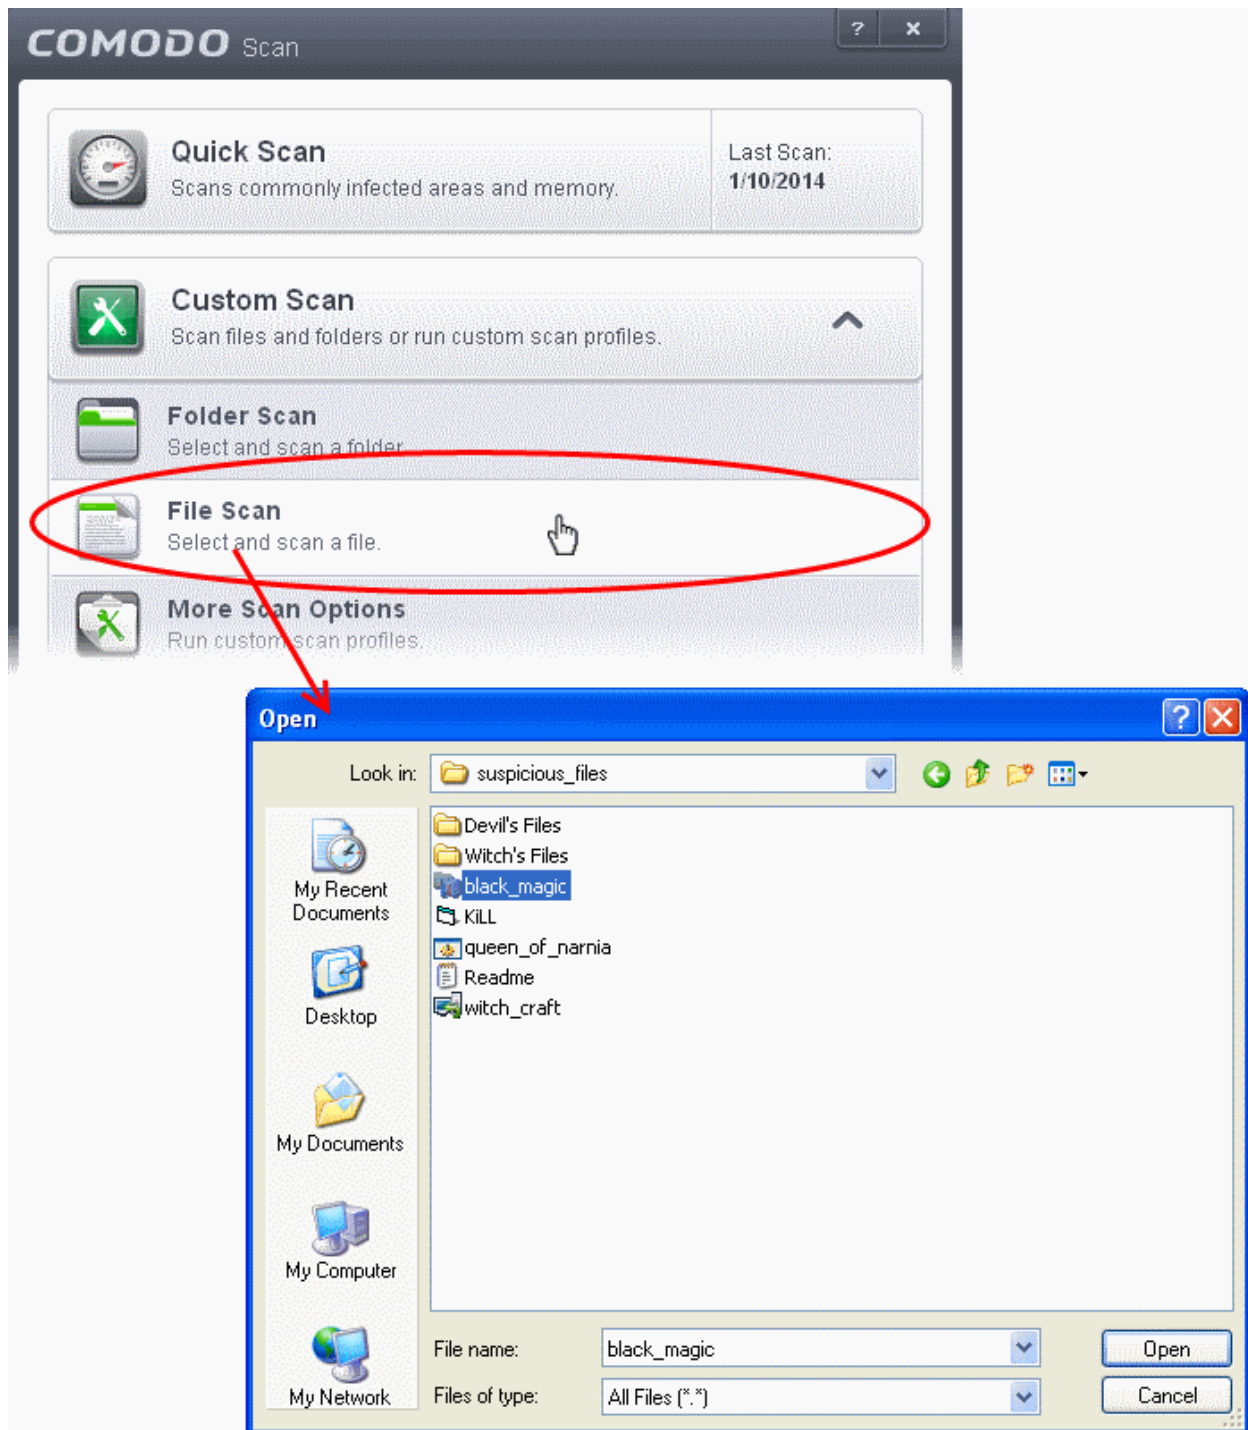 COMODO Scan
? x
Quick Scan
Scans commonly infected areas and memory.
Last Scan:
1/10/2014
Custom Scan
Scan files and folders or run custom scan profiles.
Folder Scan
Select and scan a folder
File Scan
Select and scan a file.
More Scan Options
Run custom scan profiles.
Open
?
Look in:
suspicious_files
My Recent
Documents
Desktop
My Documents
My Computer
My Network
Devil's Files
Witch's Files
black_magic
KiLL
queen_of_narnia
Readme
witch_craft
File name:
black_magic
Open
Files of type:
All Files (*.*)
Cancel